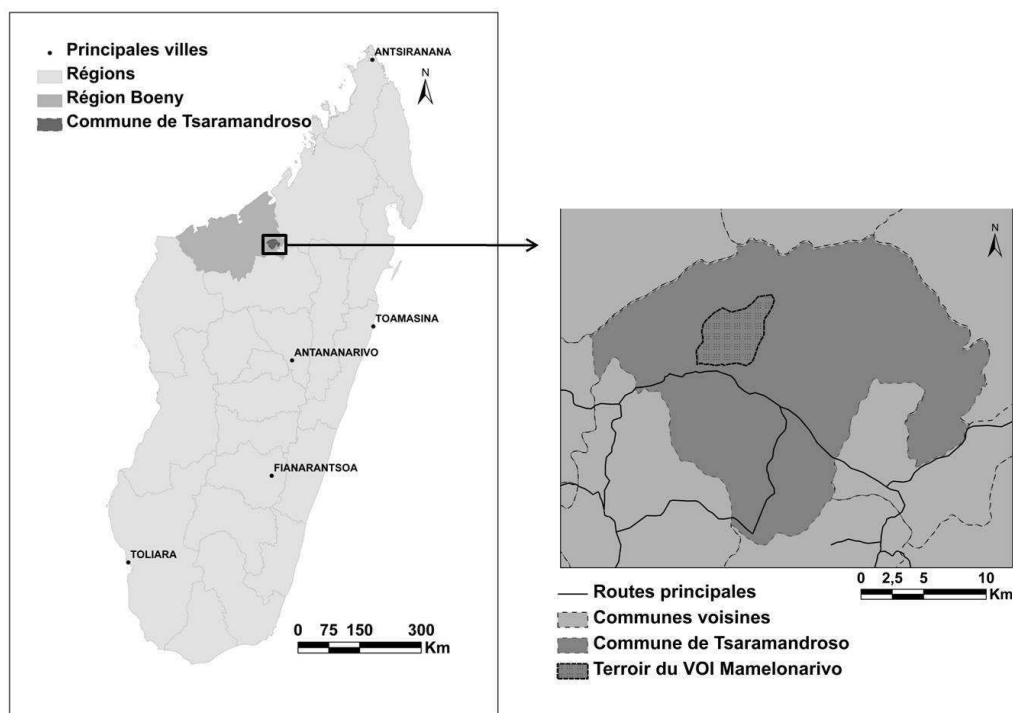 Principales villes
Régions
Région Boeny
Commune de Tsaramandroso
ANTSIRANANA
N
TOAMASINA
ANTANANARIVO
FIANARANTSOA
TOLIARA
0 75 150 300
Km
N
0 2,5 5 10
Km
Routes principales
Communes voisines
Commune de Tsaramandroso
Terroir du VOI Mamelonarivo